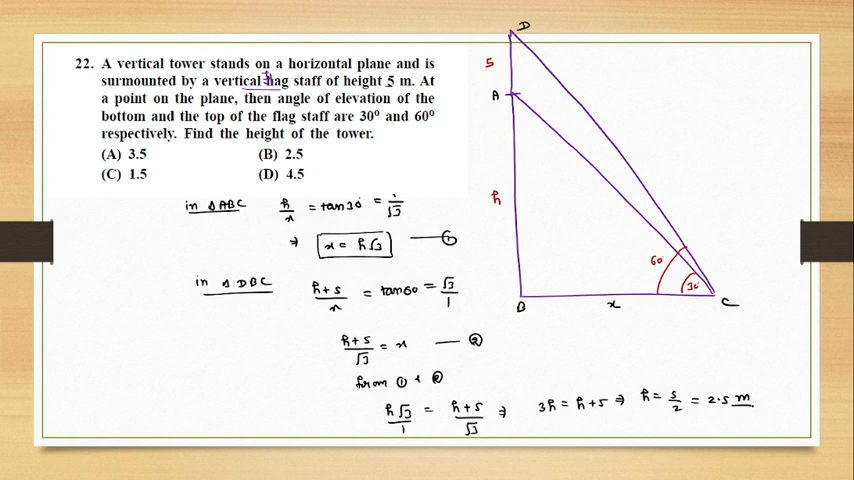 22. A vertical tower stands on a horizontal plane and is
surmounted by a vertical flag staff of height 5 m. At
a point on the plane, then angle of elevation of the
bottom and the top of the flag staff are 30° and 60°
respectively. Find the height of the tower.
(A) 3.5 (B) 2.5
(C) 1.5 (D) 4.5
in △ABC h/x = tan30° = 1/√3
⇒ x = h√3 — ①
in △DBC h+5/x = tan60 = √3/1
h+5/√3 = x — ②
from ① & ②
h√3/1 = h+5/√3 ⇒ 3h = h+5 ⇒ h = 5/2 = 2.5 m
D
5
A
h
60°
30°
B
x
C